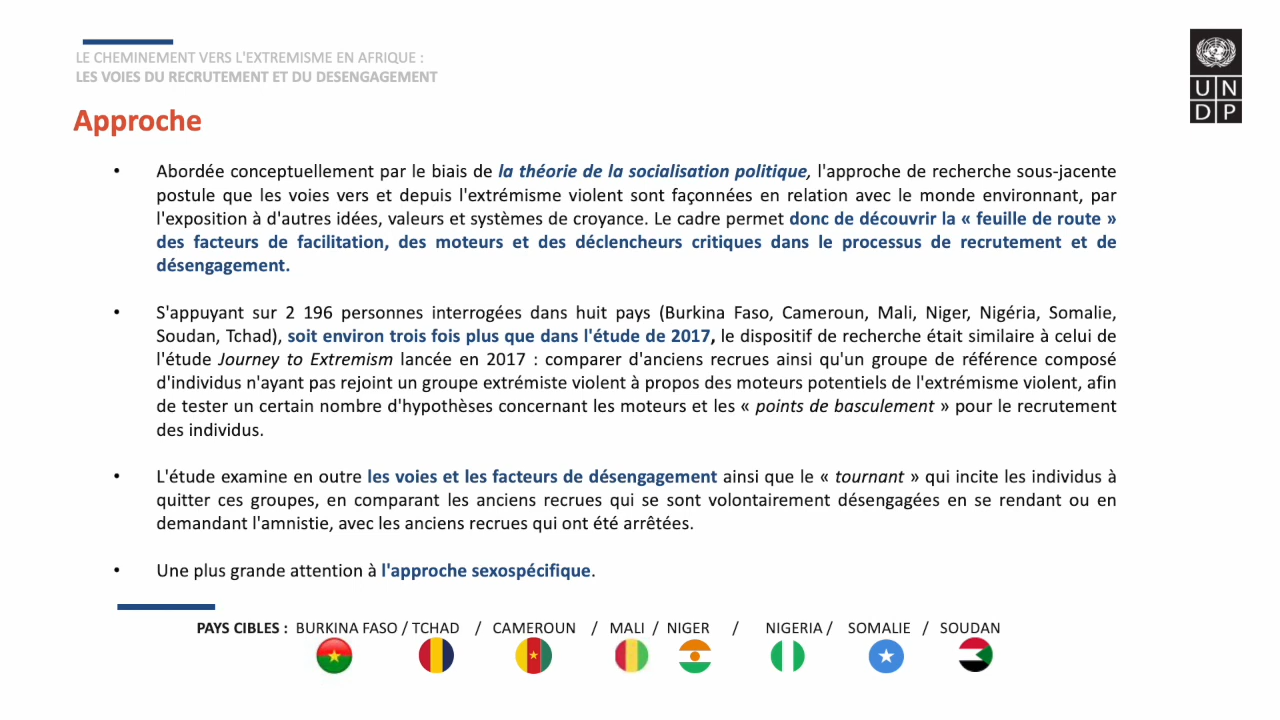 LE CHEMINEMENT VERS L'EXTREMISME EN AFRIQUE :
LES VOIES DU RECRUTEMENT ET DU DESENGAGEMENT
U N
D P
Approche
• Abordée conceptuellement par le biais de la théorie de la socialisation politique, l'approche de recherche sous-jacente
postule que les voies vers et depuis l'extrémisme violent sont façonnées en relation avec le monde environnant, par
l'exposition à d'autres idées, valeurs et systèmes de croyance. Le cadre permet donc de découvrir la « feuille de route »
des facteurs de facilitation, des moteurs et des déclencheurs critiques dans le processus de recrutement et de
désengagement.
• S'appuyant sur 2 196 personnes interrogées dans huit pays (Burkina Faso, Cameroun, Mali, Niger, Nigéria, Somalie,
Soudan, Tchad), soit environ trois fois plus que dans l'étude de 2017, le dispositif de recherche était similaire à celui de
l'étude Journey to Extremism lancée en 2017 : comparer d'anciens recrues ainsi qu'un groupe de référence composé
d'individus n'ayant pas rejoint un groupe extrémiste violent à propos des moteurs potentiels de l'extrémisme violent, afin
de tester un certain nombre d'hypothèses concernant les moteurs et les « points de basculement » pour le recrutement
des individus.
• L'étude examine en outre les voies et les facteurs de désengagement ainsi que le « tournant » qui incite les individus à
quitter ces groupes, en comparant les anciens recrues qui se sont volontairement désengagées en se rendant ou en
demandant l'amnistie, avec les anciens recrues qui ont été arrêtées.
• Une plus grande attention à l'approche sexospécifique.
PAYS CIBLES : BURKINA FASO / TCHAD / CAMEROUN / MALI / NIGER / NIGERIA / SOMALIE / SOUDAN